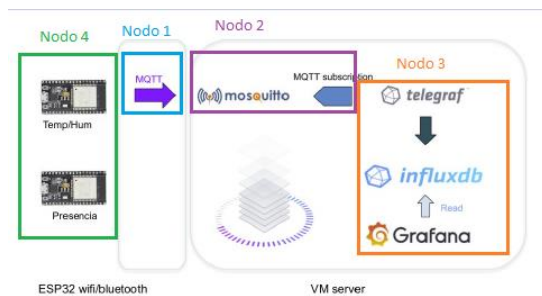 Nodo 4
Nodo 1
Nodo 2
Nodo 3
MQTT
MQTT subscription
mosquitto
telegraf
Temp/Hum
influxdb
Read
Presencia
Grafana
ESP32 wifi/bluetooth
VM server